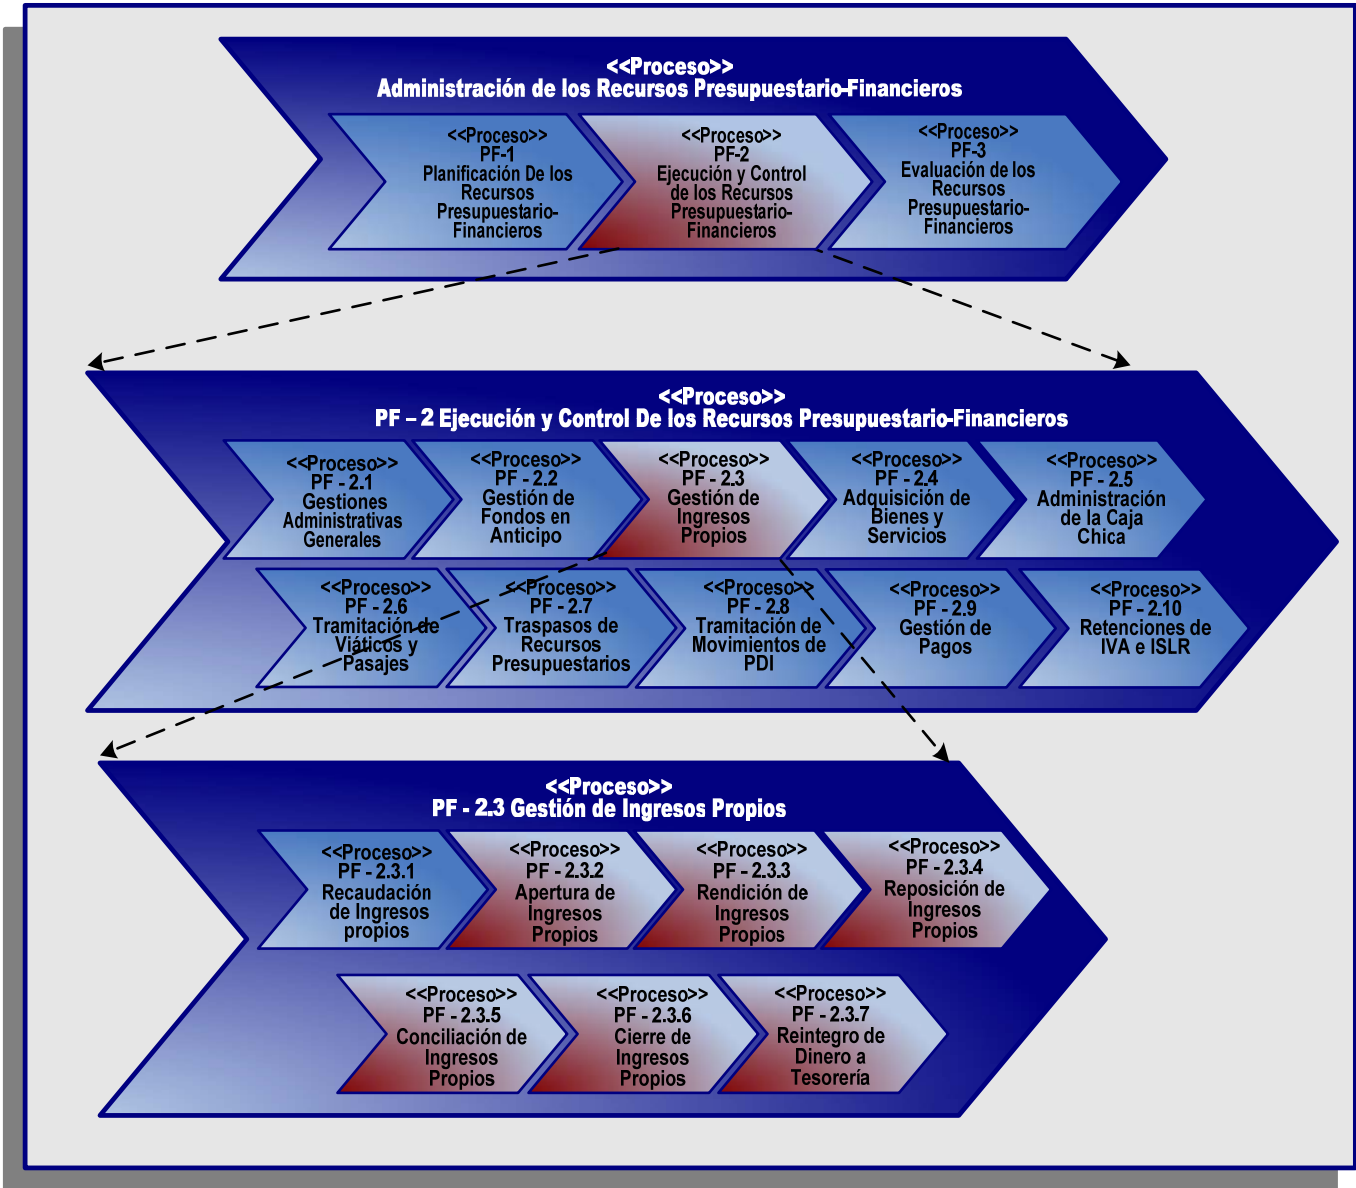 <<Proceso>>
Administración de los Recursos Presupuestario-Financieros
<<Proceso>>
PF-1
Planificación De los
Recursos
Presupuestario-
Financieros
<<Proceso>>
PF-2
Ejecución y Control
de los Recursos
Presupuestario-
Financieros
<<Proceso>>
PF-3
Evaluación de los
Recursos
Presupuestario-
Financieros
<<Proceso>>
PF – 2 Ejecución y Control De los Recursos Presupuestario-Financieros
<<Proceso>>
PF - 2.1
Gestiones
Administrativas
Generales
<<Proceso>>
PF - 2.2
Gestión de
Fondos en
Anticipo
<<Proceso>>
PF - 2.3
Gestión de
Ingresos
Propios
<<Proceso>>
PF - 2.4
Adquisición de
Bienes y
Servicios
<<Proceso>>
PF - 2.5
Administración
de la Caja
Chica
<<Proceso>>
PF - 2.6
Tramitación de
Viáticos y
Pasajes
<<Proceso>>
PF - 2.7
Traspasos de
Recursos
Presupuestarios
<<Proceso>>
PF - 2.8
Tramitación de
Movimientos de
PDI
<<Proceso>>
PF - 2.9
Gestión de
Pagos
<<Proceso>>
PF - 2.10
Retenciones de
IVA e ISLR
<<Proceso>>
PF - 2.3 Gestión de Ingresos Propios
<<Proceso>>
PF - 2.3.1
Recaudación
de Ingresos
propios
<<Proceso>>
PF - 2.3.2
Apertura de
Ingresos
Propios
<<Proceso>>
PF - 2.3.3
Rendición de
Ingresos
Propios
<<Proceso>>
PF - 2.3.4
Reposición de
Ingresos
Propios
<<Proceso>>
PF - 2.3.5
Conciliación de
Ingresos
Propios
<<Proceso>>
PF - 2.3.6
Cierre de
Ingresos
Propios
<<Proceso>>
PF - 2.3.7
Reintegro de
Dinero a
Tesorería